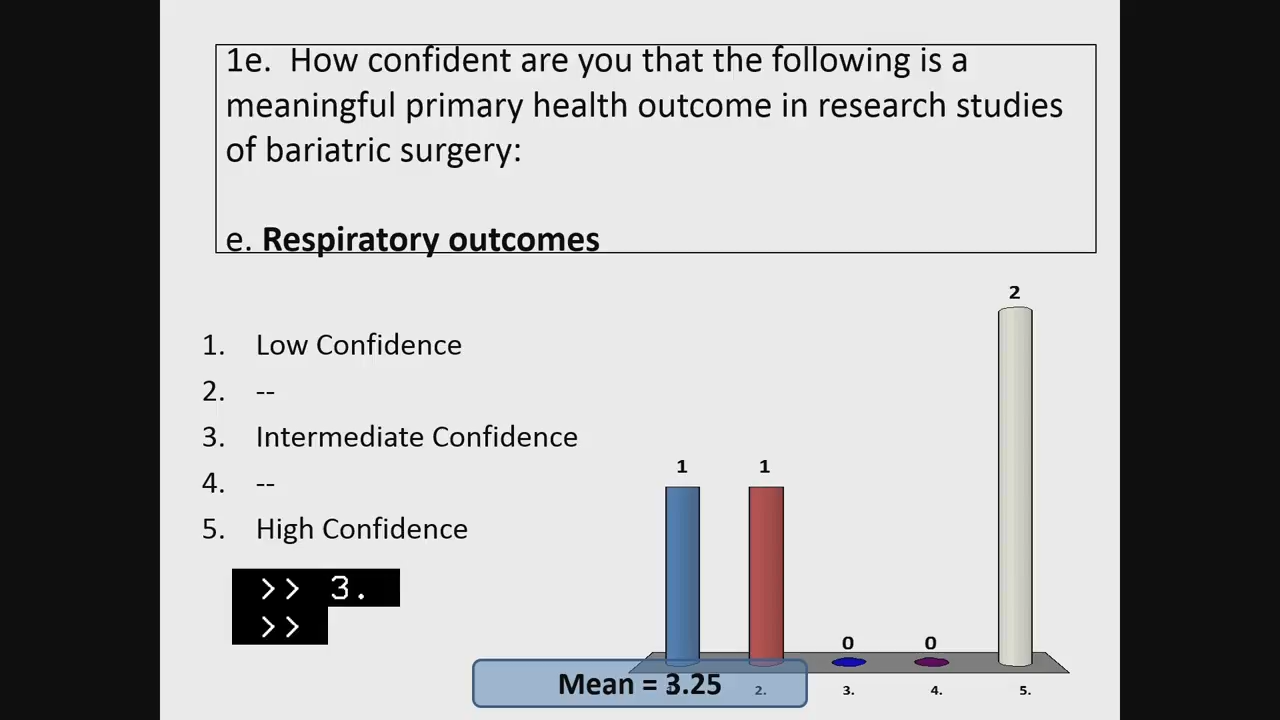 1e.  How confident are you that the following is a
meaningful primary health outcome in research studies
of bariatric surgery:
e. Respiratory outcomes
1. Low Confidence
2. --
3. Intermediate Confidence
4. --
5. High Confidence
>> 3.
>>
2
1 1
0 0
Mean = 3.25
2. 3. 4. 5.